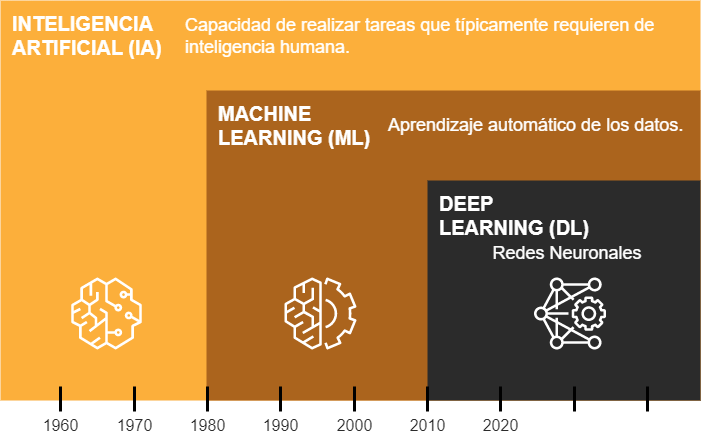 INTELIGENCIA
ARTIFICIAL (IA)
Capacidad de realizar tareas que típicamente requieren de
inteligencia humana.
MACHINE
LEARNING (ML)
Aprendizaje automático de los datos.
DEEP
LEARNING (DL)
Redes Neuronales
1960 1970 1980 1990 2000 2010 2020